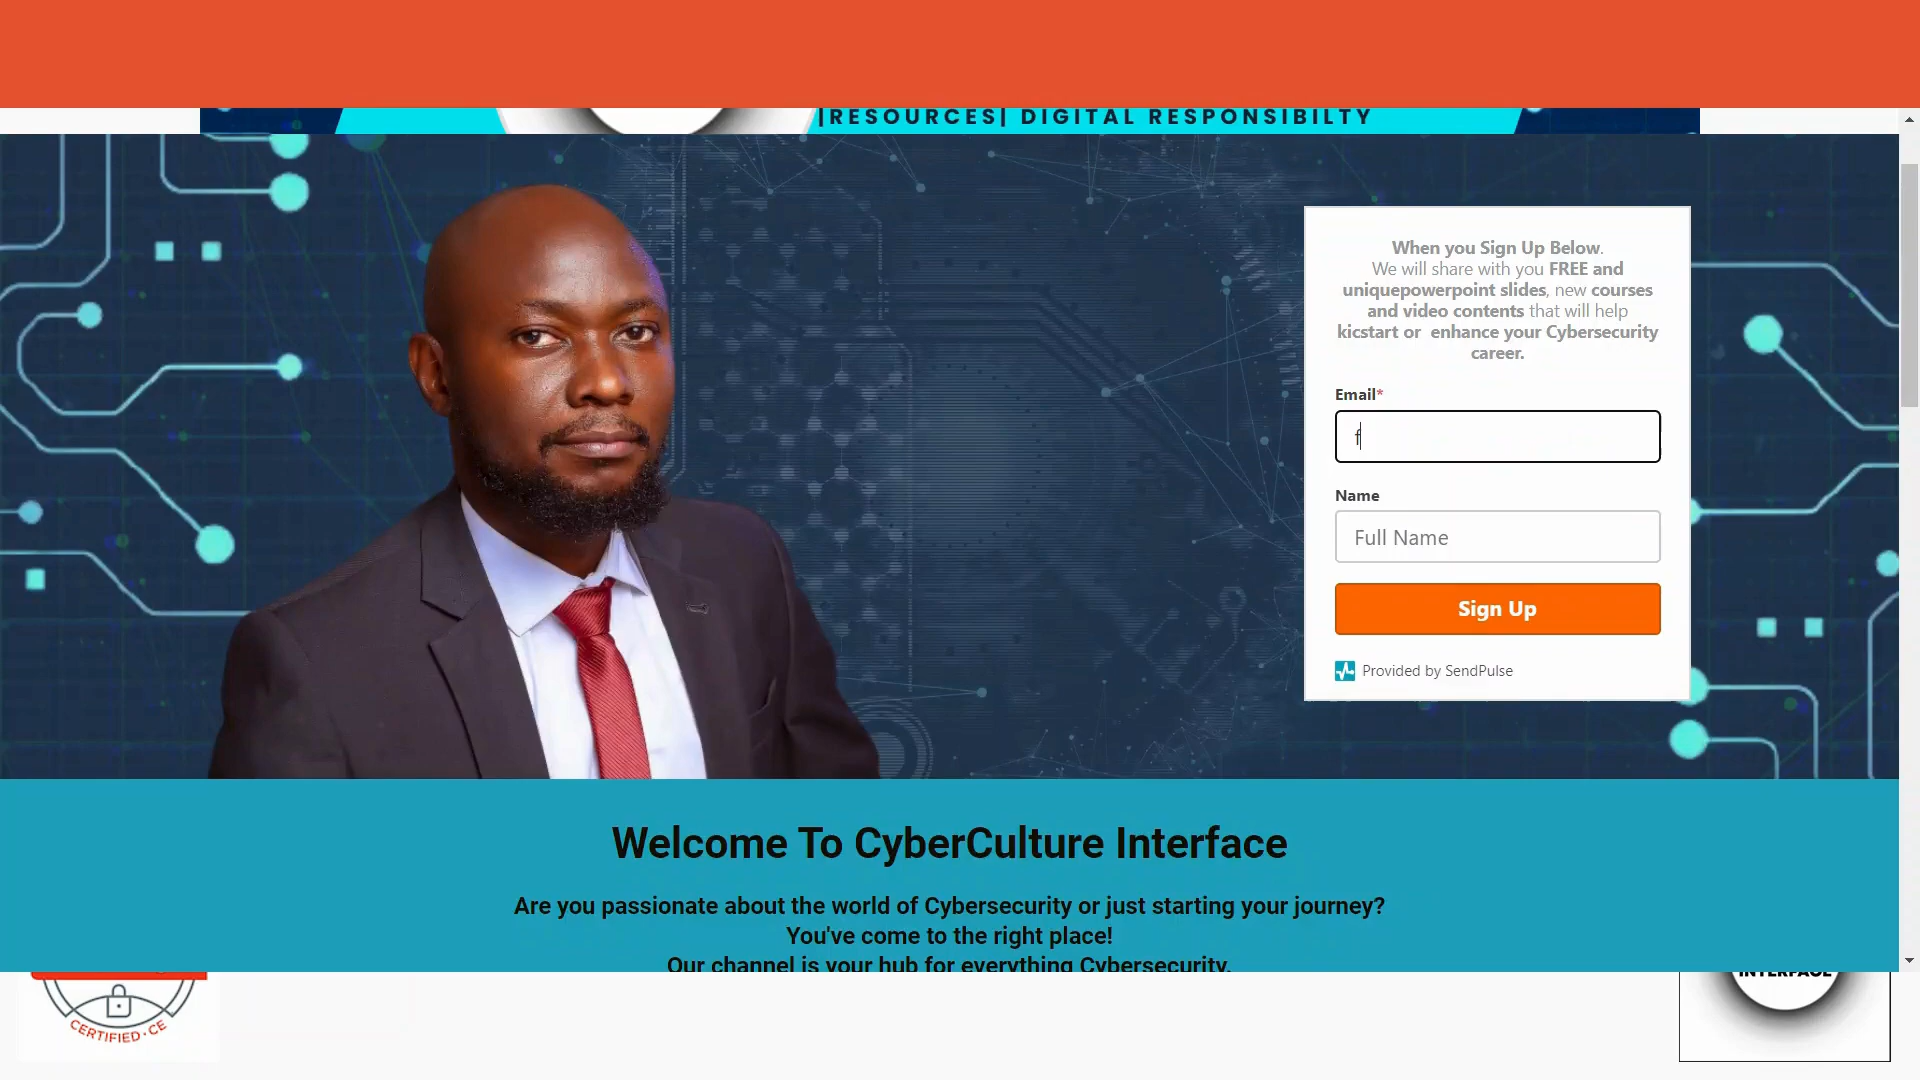 |RESOURCES| DIGITAL RESPONSIBILTY
When you Sign Up Below.
We will share with you FREE and
uniquepowerpoint slides, new courses
and video contents that will help
kicstart or enhance your Cybersecurity
career.
Email*
f
Name
Full Name
Sign Up
Provided by SendPulse
Welcome To CyberCulture Interface
Are you passionate about the world of Cybersecurity or just starting your journey?
You've come to the right place!
Our channel is your hub for everything Cybersecurity.
INTERFACE
CERTIFIED·CE